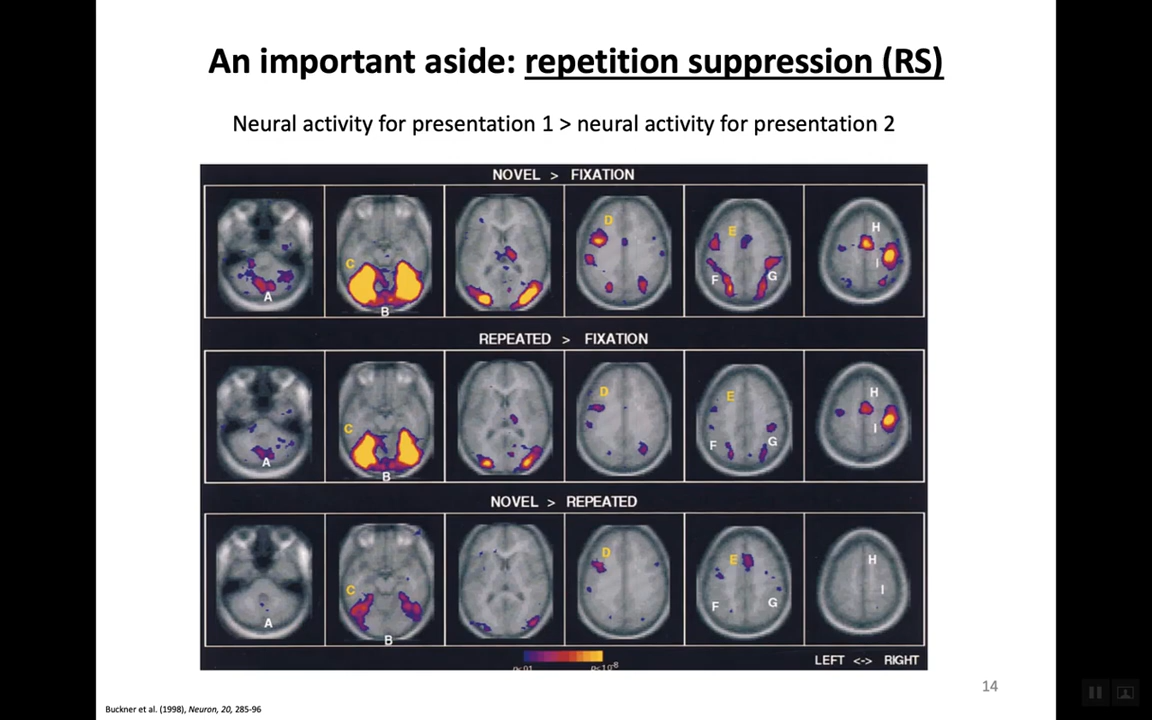 An important aside: repetition suppression (RS)
Neural activity for presentation 1 > neural activity for presentation 2
NOVEL > FIXATION
A
C
B
D
E
F
G
H
I
REPEATED > FIXATION
A
C
B
D
E
F
G
H
I
NOVEL > REPEATED
A
C
B
D
E
F
G
H
I
LEFT <-> RIGHT
14
Buckner et al. (1998), Neuron, 20, 285-96